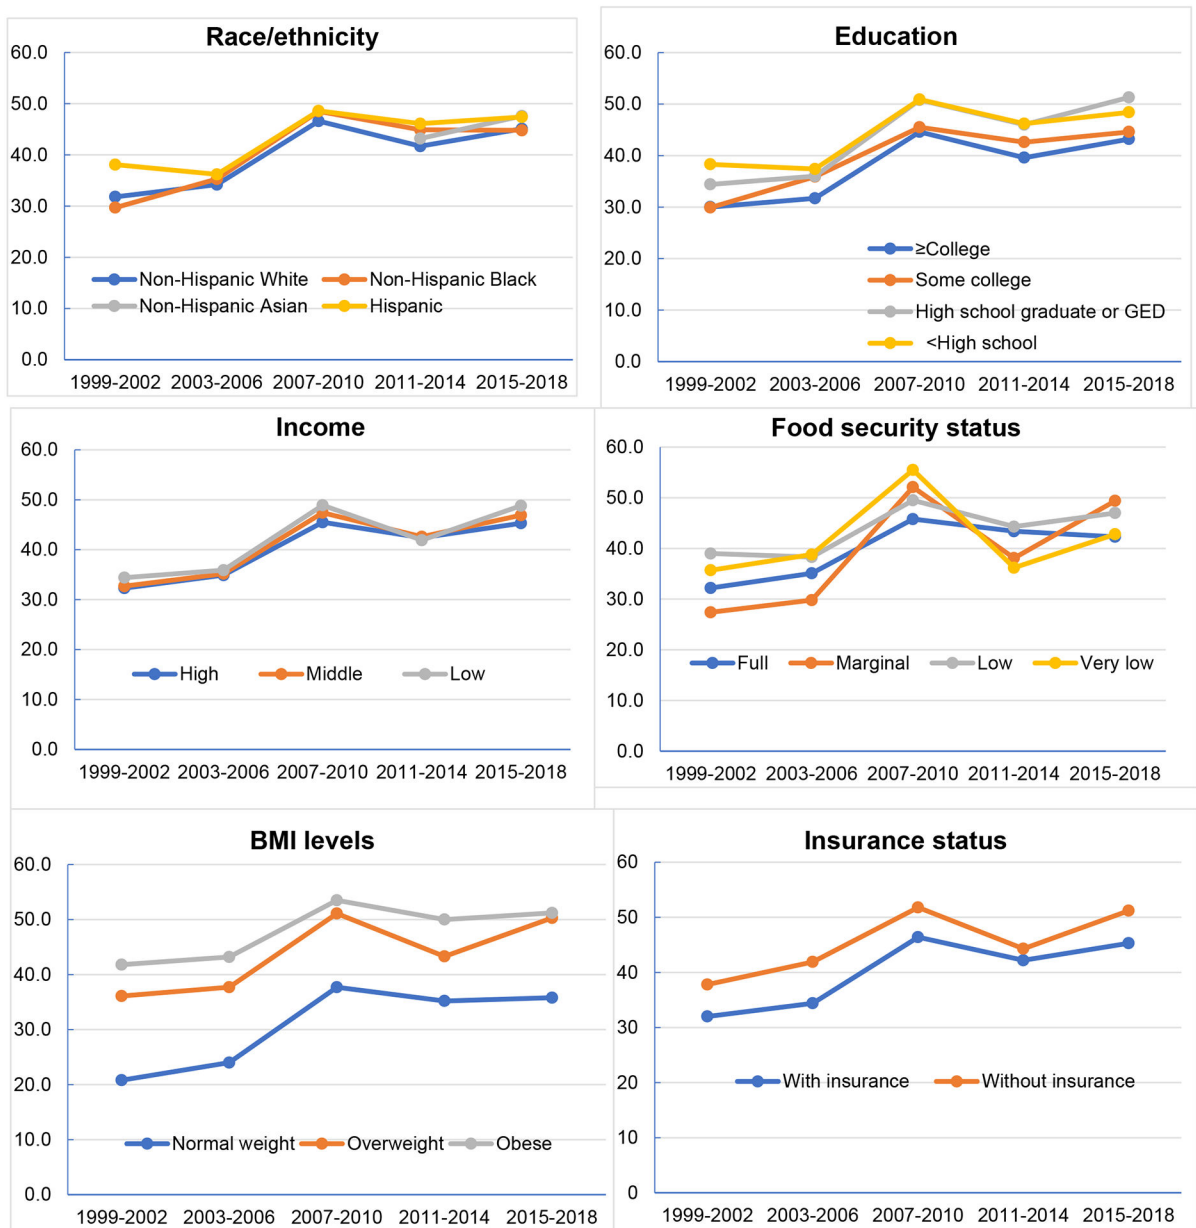 Race/ethnicity
60.0
50.0
40.0
30.0
20.0
10.0
0.0
Non-Hispanic White Non-Hispanic Black
Non-Hispanic Asian Hispanic
1999-2002 2003-2006 2007-2010 2011-2014 2015-2018
Education
60.0
50.0
40.0
30.0
20.0
10.0
0.0
≥College
Some college
High school graduate or GED
<High school
1999-2002 2003-2006 2007-2010 2011-2014 2015-2018
Income
60.0
50.0
40.0
30.0
20.0
10.0
0.0
High Middle Low
1999-2002 2003-2006 2007-2010 2011-2014 2015-2018
Food security status
60.0
50.0
40.0
30.0
20.0
10.0
0.0
Full Marginal Low Very low
1999-2002 2003-2006 2007-2010 2011-2014 2015-2018
BMI levels
60.0
50.0
40.0
30.0
20.0
10.0
0.0
Normal weight Overweight Obese
1999-2002 2003-2006 2007-2010 2011-2014 2015-2018
Insurance status
60
50
40
30
20
10
0
With insurance Without insurance
1999-2002 2003-2006 2007-2010 2011-2014 2015-2018